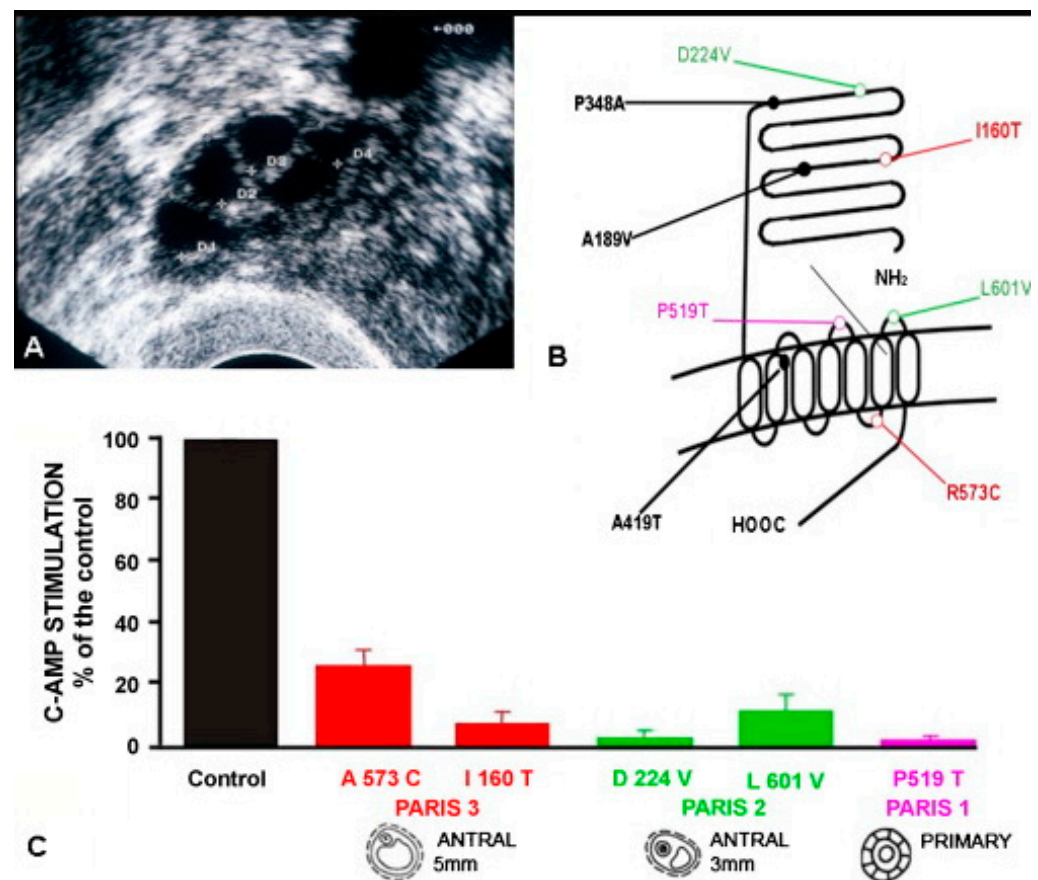 ←000
D3
D4
D2
D1
A
D224V
P348A
I160T
A189V
NH₂
L601V
P519T
B
R573C
A419T
HOOC
C-AMP STIMULATION
% of the control
100
80
60
40
20
0
Control
A 573 C
I 160 T
D 224 V
L 601 V
P519 T
PARIS 3
PARIS 2
PARIS 1
ANTRAL
5mm
ANTRAL
3mm
PRIMARY
C